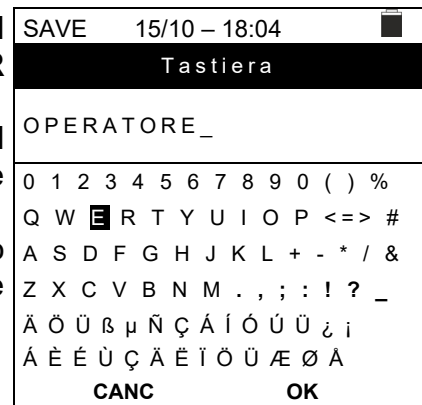 SAVE 15/10 – 18:04
Tastiera
OPERATORE_
0 1 2 3 4 5 6 7 8 9 0 ( ) %
Q W E R T Y U I O P < = > #
A S D F G H J K L + - * / &
Z X C V B N M . , ; : ! ? _
Ä Ö Ü ß µ Ñ Ç Á Í Ó Ú Ü ¿ ¡
Á È É Ù Ç Ä Ë Ï Ö Ü Æ Ø Å
CANC OK